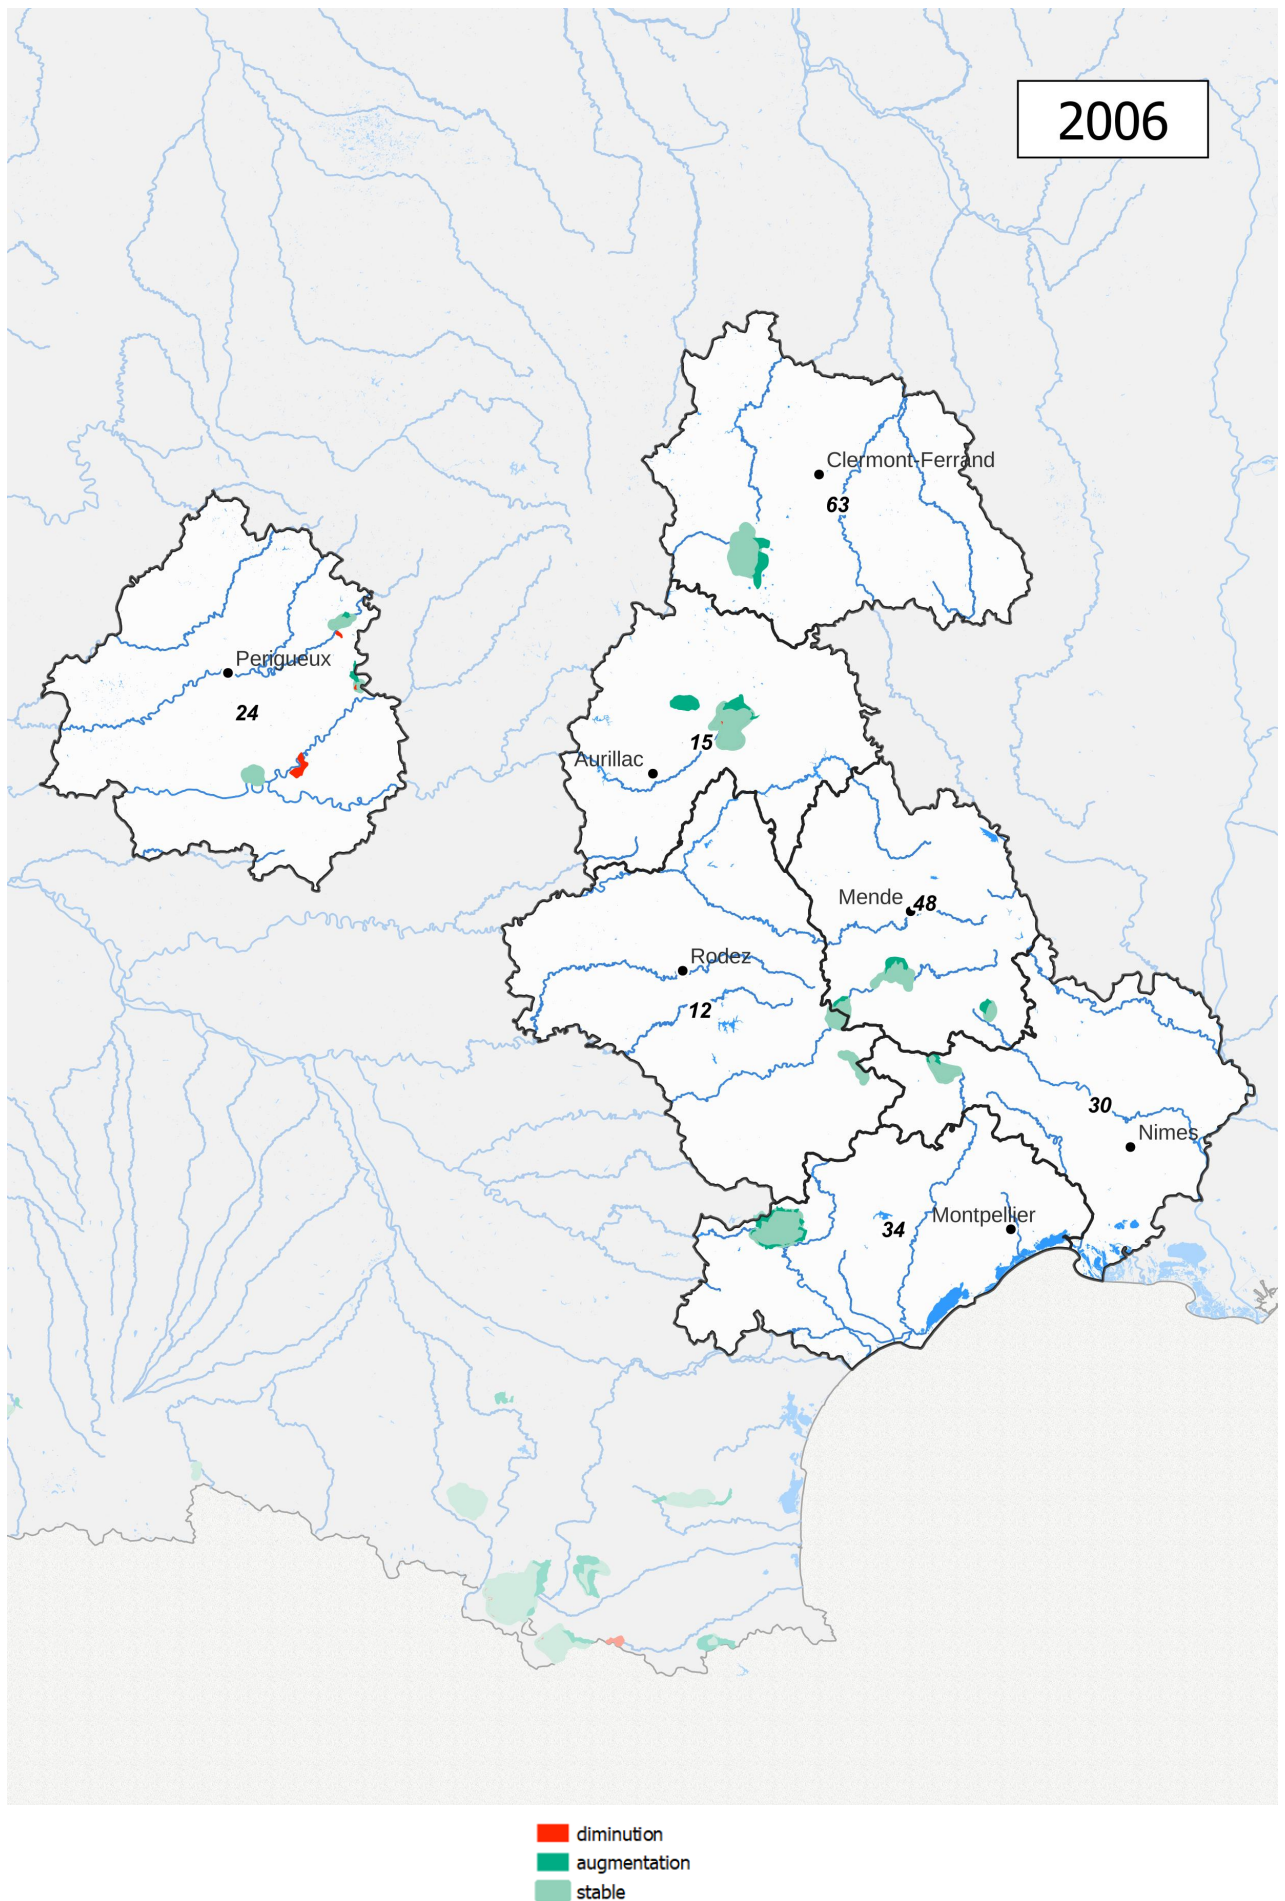 2006
Clermont-Ferrand
63
Perigueux
24
15
Aurillac
Mende
48
Rodez
12
30
Nimes
Montpellier
34
diminution
augmentation
stable